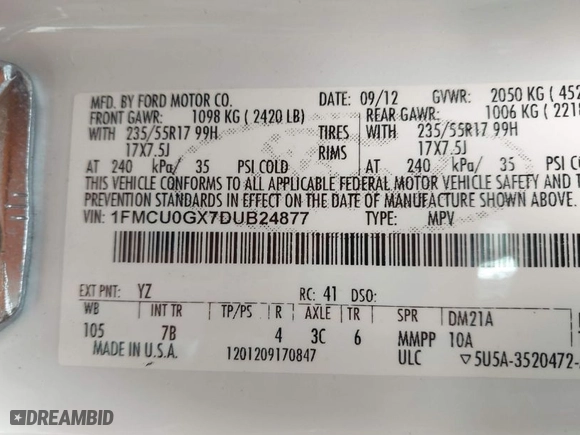 MFD. BY FORD MOTOR CO.
DATE: 09/12 GVWR: 2050 KG ( 452
FRONT GAWR: 1098 KG ( 2420 LB)
REAR GAWR: 1006 KG ( 2218
WITH 235/55R17 99H TIRES WITH 235/55R17 99H
17X7.5J RIMS 17X7.5J
AT 240 kPa/ 35 PSI COLD AT 240 kPa/ 35 PSI COLD
THIS VEHICLE CONFORMS TO ALL APPLICABLE FEDERAL MOTOR VEHICLE SAFETY AND
PREVENTION STANDARDS IN EFFECT ON THE DATE OF MANUFACTURE SHOWN ABOVE.
VIN: 1FMCU0GX7DUB24877 TYPE: MPV
EXT PNT: YZ RC: 41 DSO:
WB INT TR TP/PS R AXLE TR SPR DM21A
105 7B 4 3C 6 MMPP 10A
MADE IN U.S.A. 1201209170847 ULC ▽5U5A-3520472-
DREAMBID